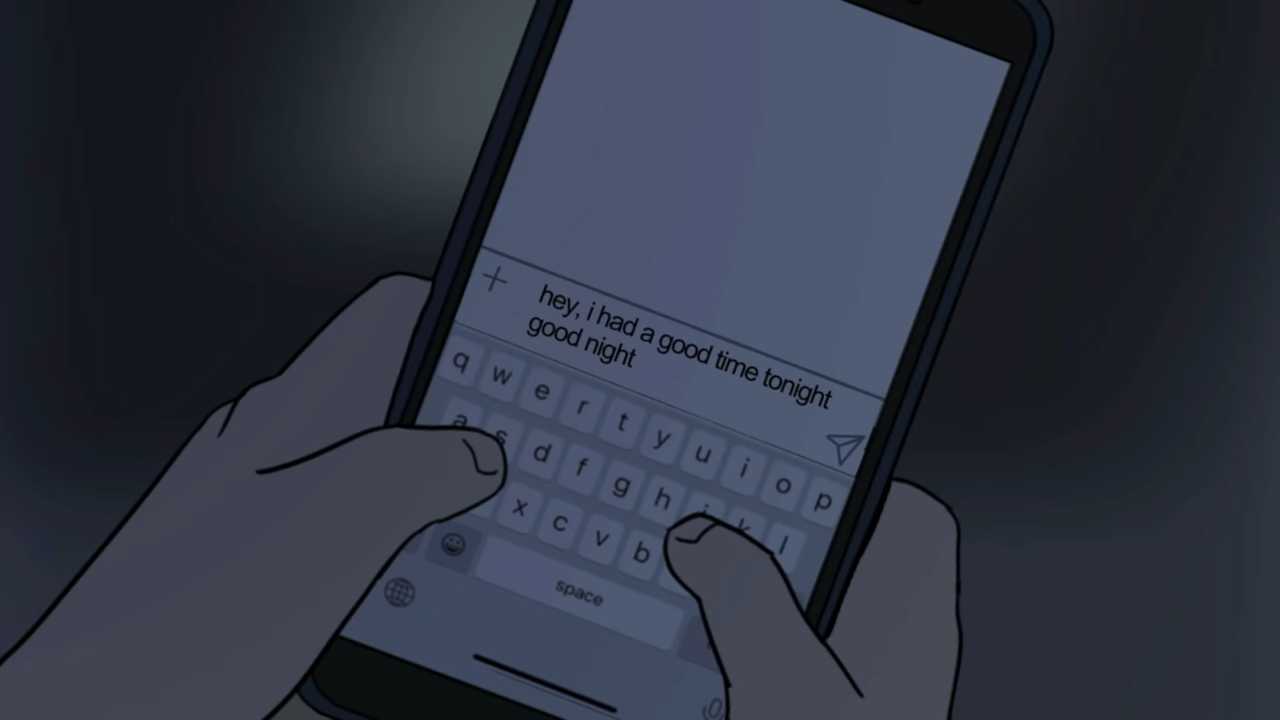 hey, i had a good time tonight
good night
q w e r t y u i o p
a s d f g h j k l
x c v b
space